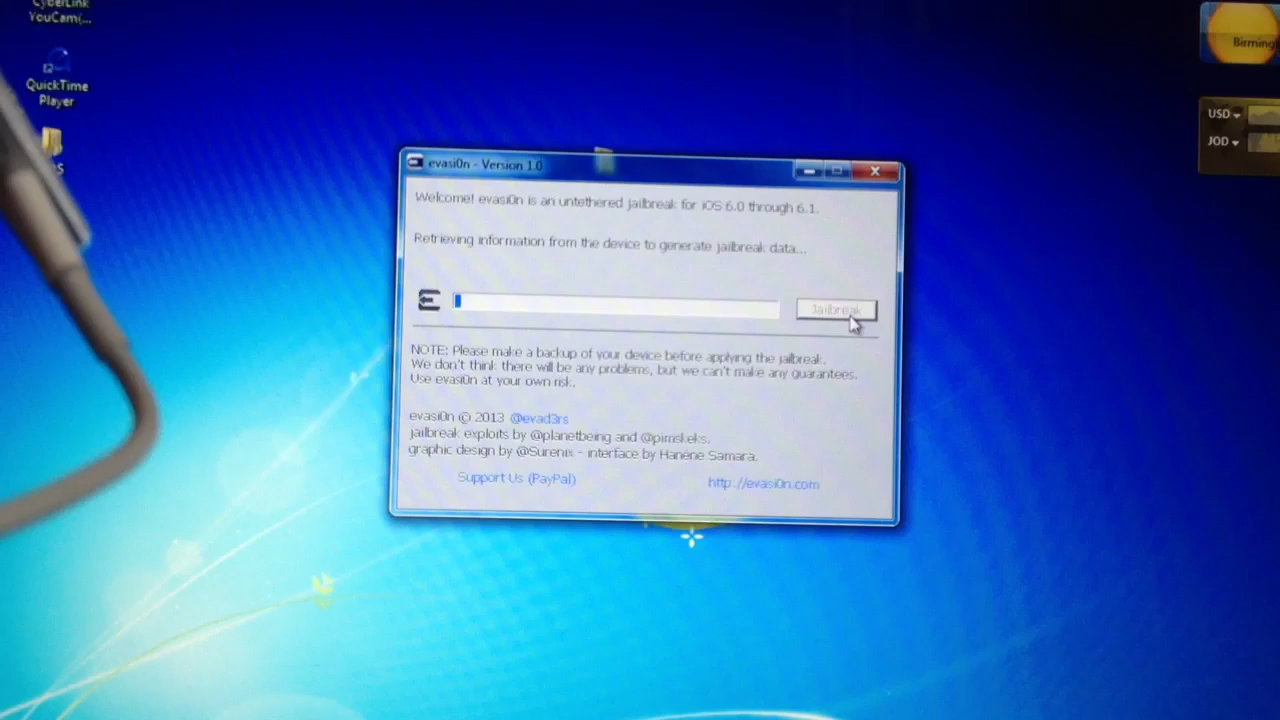 CyberLink
YouCam(...
QuickTime
Player
Birming
USD
JOD
evasi0n - Version 1.0
Welcome! evasi0n is an untethered jailbreak for iOS 6.0 through 6.1.
Retrieving information from the device to generate jailbreak data...
Jailbreak
NOTE: Please make a backup of your device before applying the jailbreak.
We don't think there will be any problems, but we can't make any guarantees.
Use evasi0n at your own risk.
evasi0n © 2013 @evad3rs
jailbreak exploits by @planetbeing and @pimskeks.
graphic design by @Surenix - interface by Hanéne Samara.
Support Us (PayPal)
http://evasi0n.com